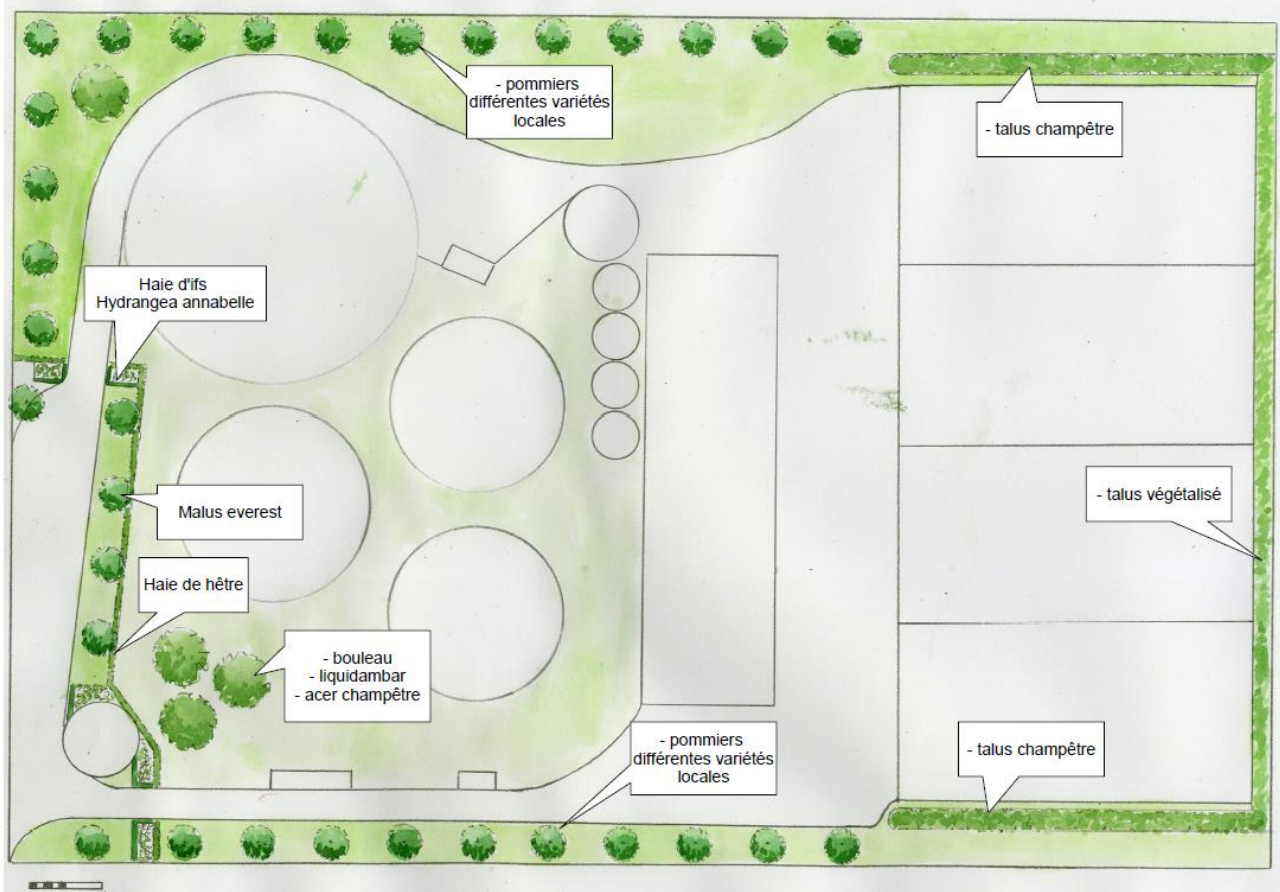 - pommiers
différentes variétés
locales
- talus champêtre
Haie d'ifs
Hydrangea annabelle
- talus végétalisé
Malus everest
Haie de hêtre
- bouleau
- liquidambar
- acer champêtre
- pommiers
différentes variétés
locales
- talus champêtre